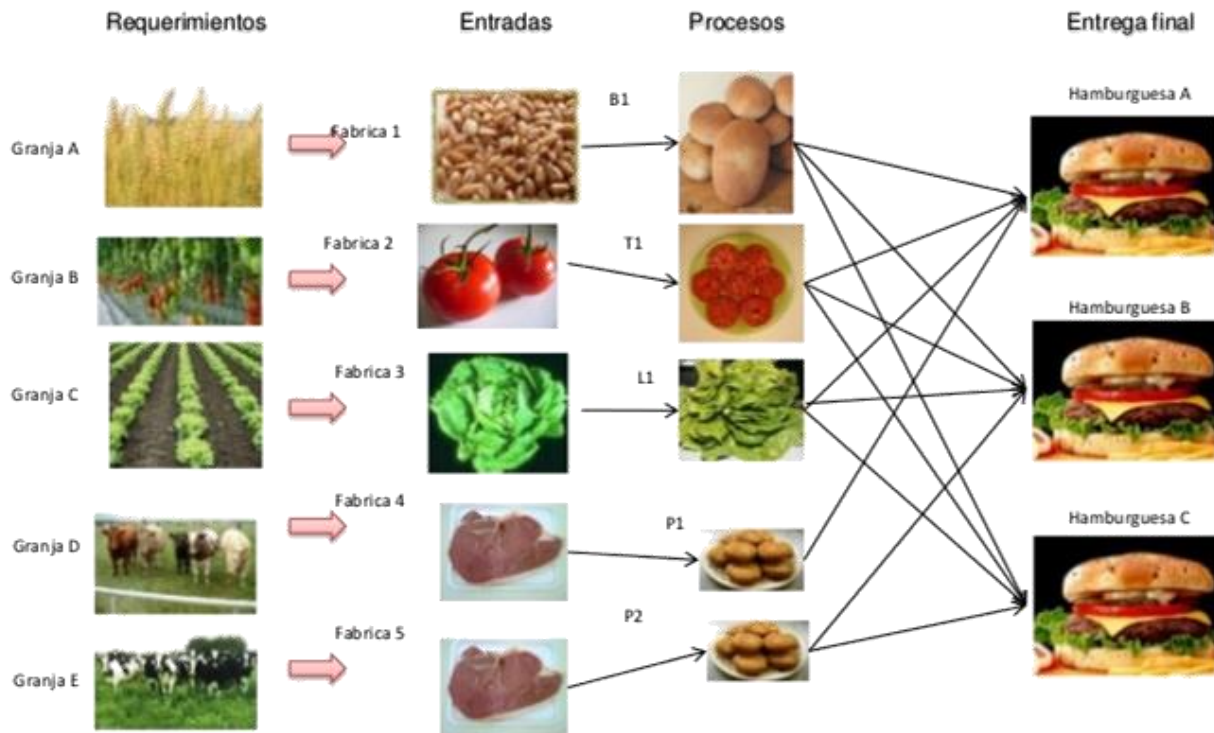 Requerimientos
Entradas
Procesos
Entrega final
Granja A
Fabrica 1
B1
Hamburguesa A
Granja B
Fabrica 2
T1
Hamburguesa B
Granja C
Fabrica 3
L1
Granja D
Fabrica 4
P1
Hamburguesa C
Granja E
Fabrica 5
P2